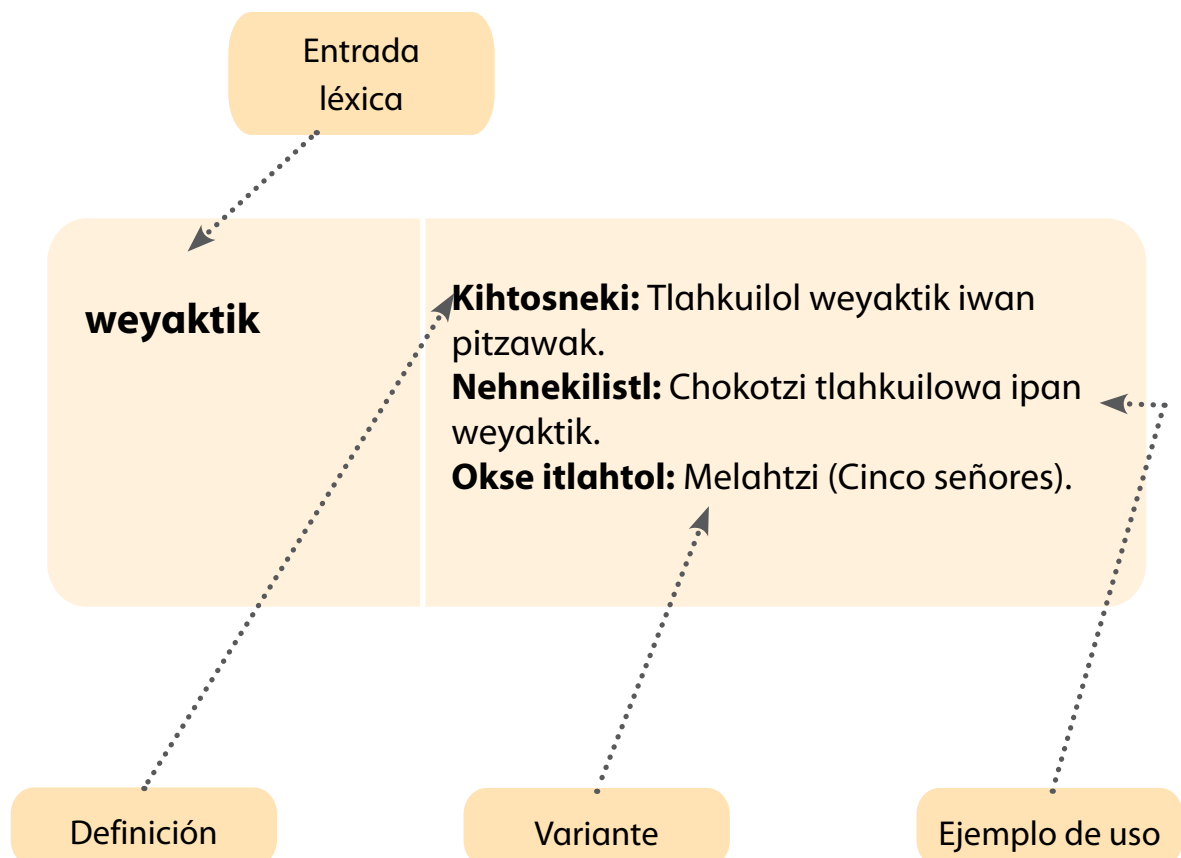 Entrada
léxica
weyaktik
Kihtosneki: Tlahkuilol weyaktik iwan
pitzawak.
Nehnekilistl: Chokotzi tlahkuilowa ipan
weyaktik.
Okse itlahtol: Melahtzi (Cinco señores).
Definición
Variante
Ejemplo de uso